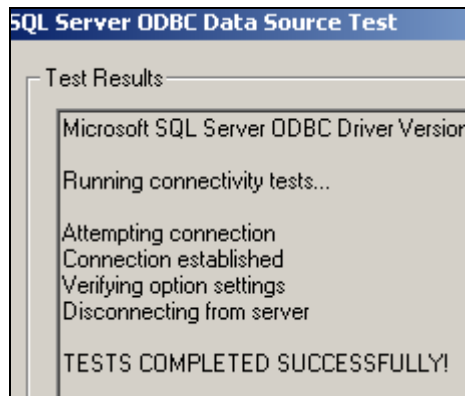 SQL Server ODBC Data Source Test
Test Results
Microsoft SQL Server ODBC Driver Version
Running connectivity tests...
Attempting connection
Connection established
Verifying option settings
Disconnecting from server
TESTS COMPLETED SUCCESSFULLY!